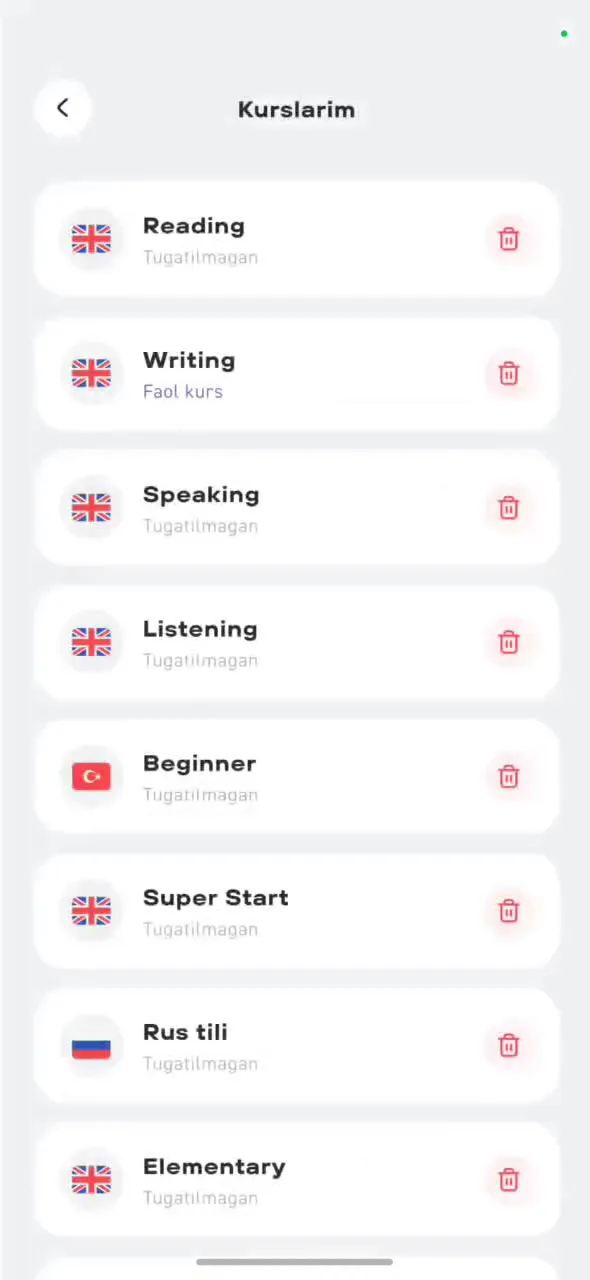 Kurslarim
Reading
Tugatilmagan
Writing
Faol kurs
Speaking
Tugatilmagan
Listening
Tugatilmagan
Beginner
Tugatilmagan
Super Start
Tugatilmagan
Rus tili
Tugatilmagan
Elementary
Tugatilmagan